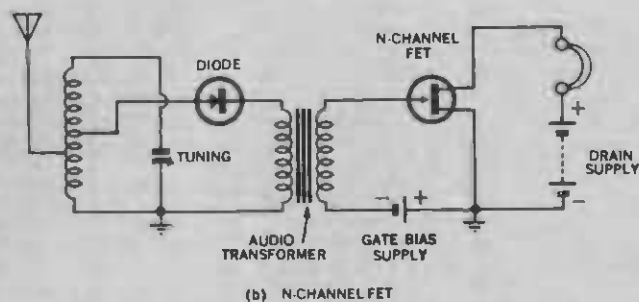 N-CHANNEL
FET
DIODE
TUNING
AUDIO
TRANSFORMER
GATE BIAS
SUPPLY
DRAIN
SUPPLY
- +
+
-
(b) N-CHANNEL FET